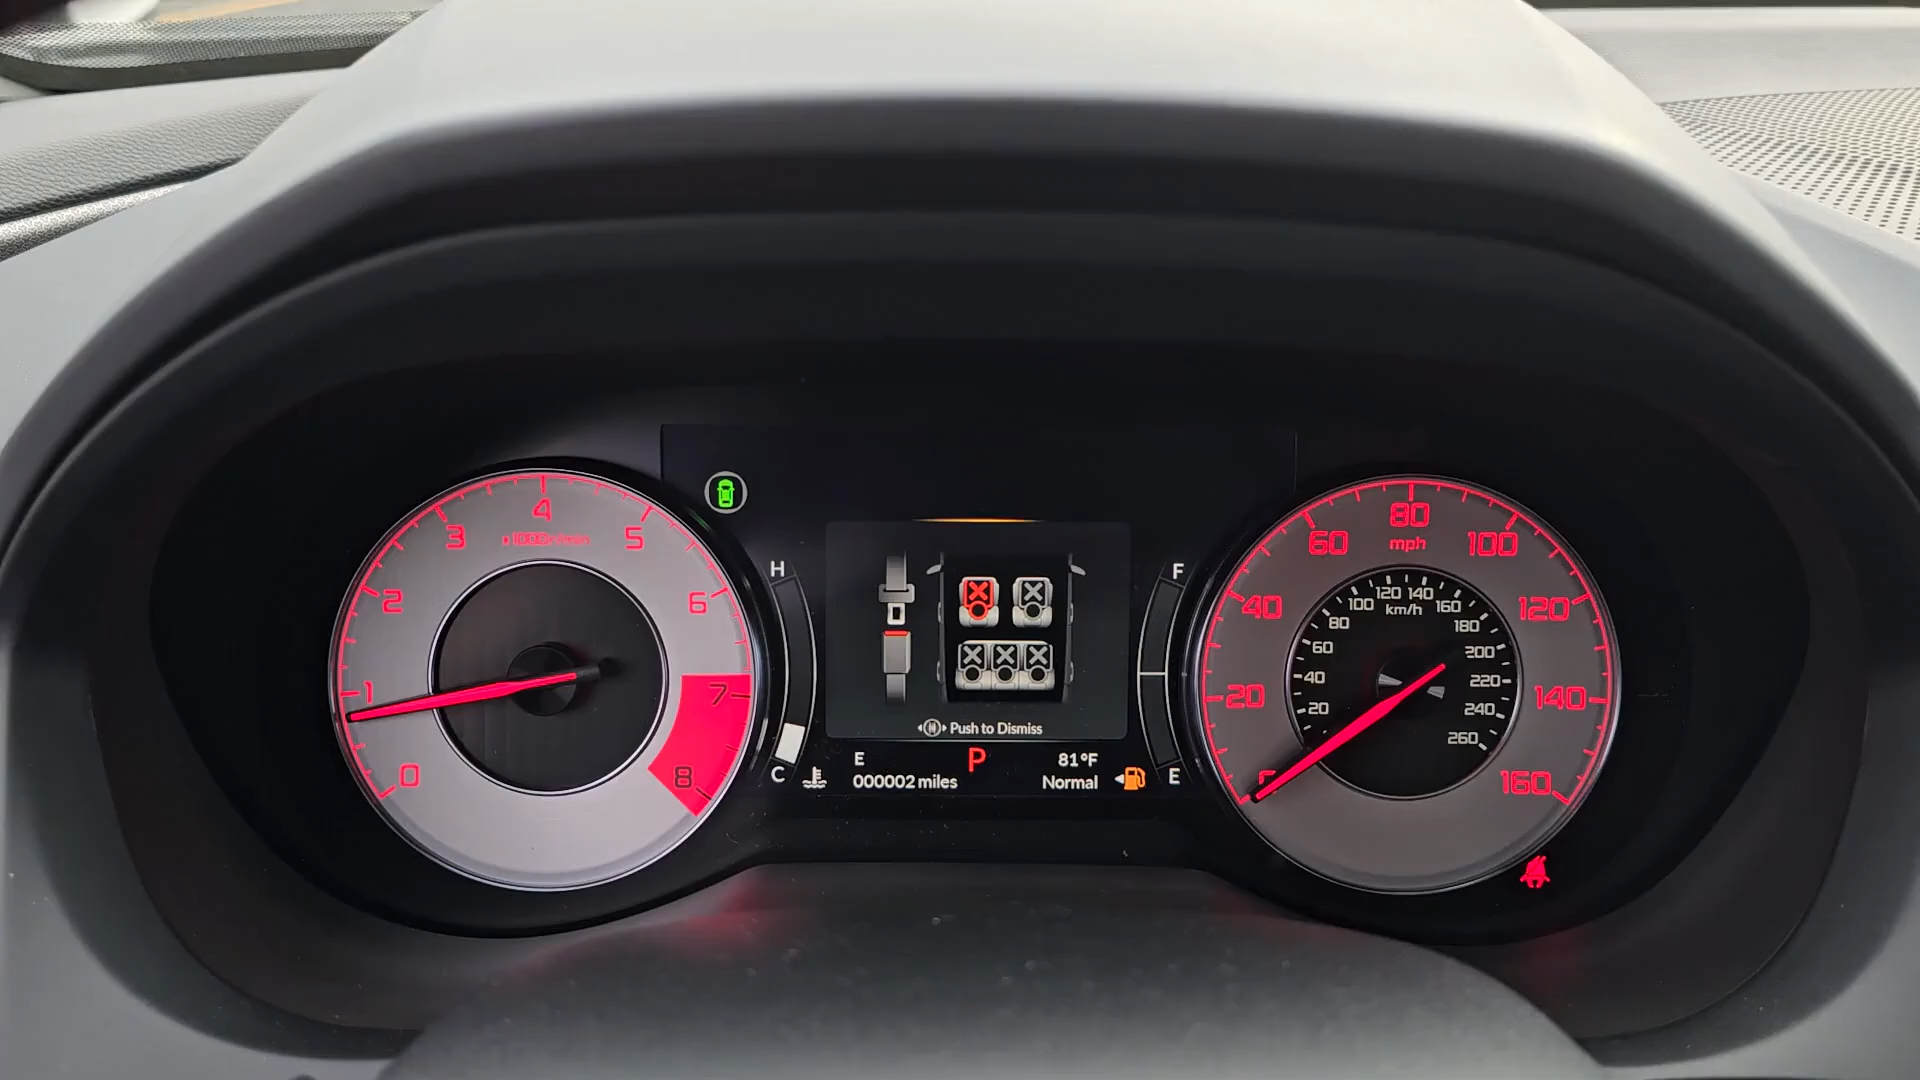 4
3
5
x1000r/min
2
6
1
7
0
8
H
C
Push to Dismiss
E
P
81°F
000002 miles
Normal
F
E
80
60
mph
100
40
120
20
140
160
120 140
100
km/h
160
80
180
60
200
40
220
20
240
260